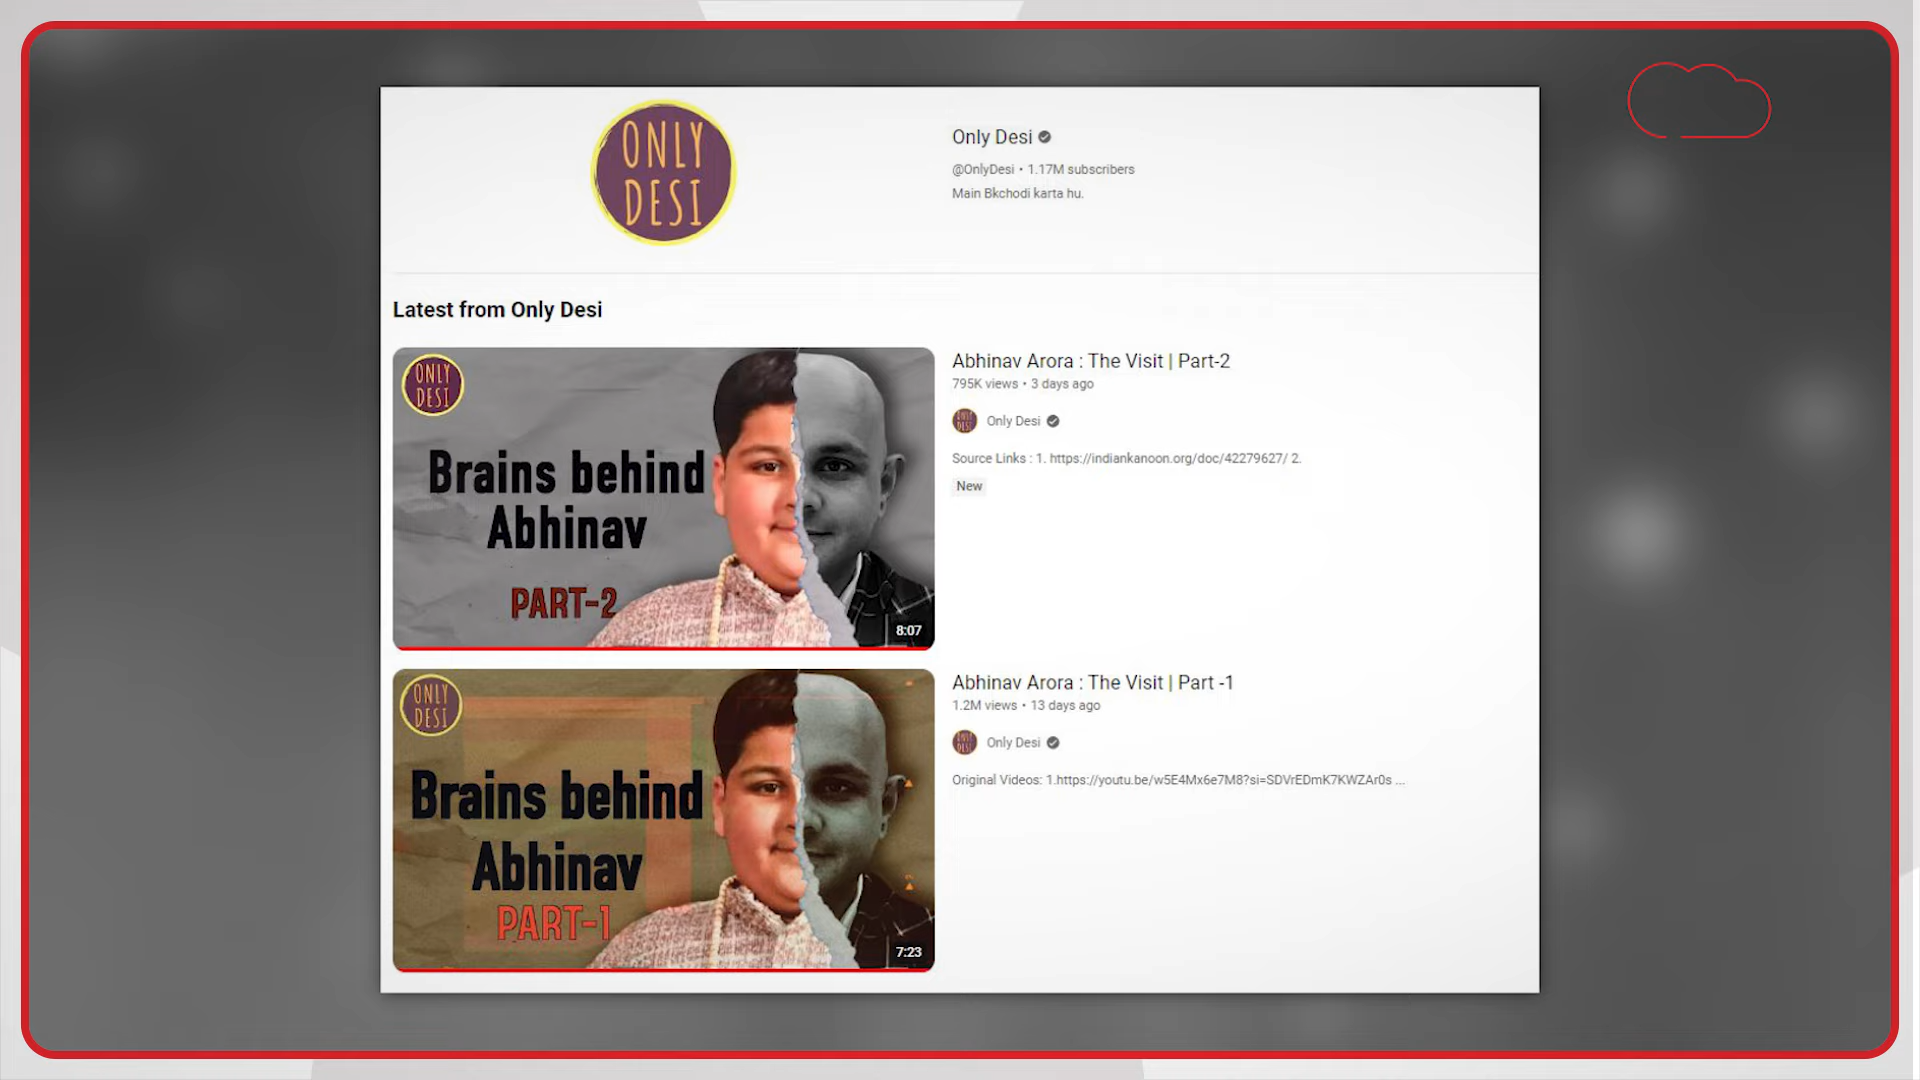 ONLY
DESI
Only Desi
@OnlyDesi • 1.17M subscribers
Main Bkchodi karta hu.
Latest from Only Desi
ONLY
DESI
Brains behind
Abhinav
PART-2
8:07
Abhinav Arora : The Visit | Part-2
795K views • 3 days ago
ONLY
DESI
Only Desi
Source Links : 1. https://indiankanoon.org/doc/42279627/ 2.
New
ONLY
DESI
Brains behind
Abhinav
PART-1
7:23
Abhinav Arora : The Visit | Part -1
1.2M views • 13 days ago
ONLY
DESI
Only Desi
Original Videos: 1.https://youtu.be/w5E4Mx6e7M8?si=SDVrEDmK7KWZAr0s ...